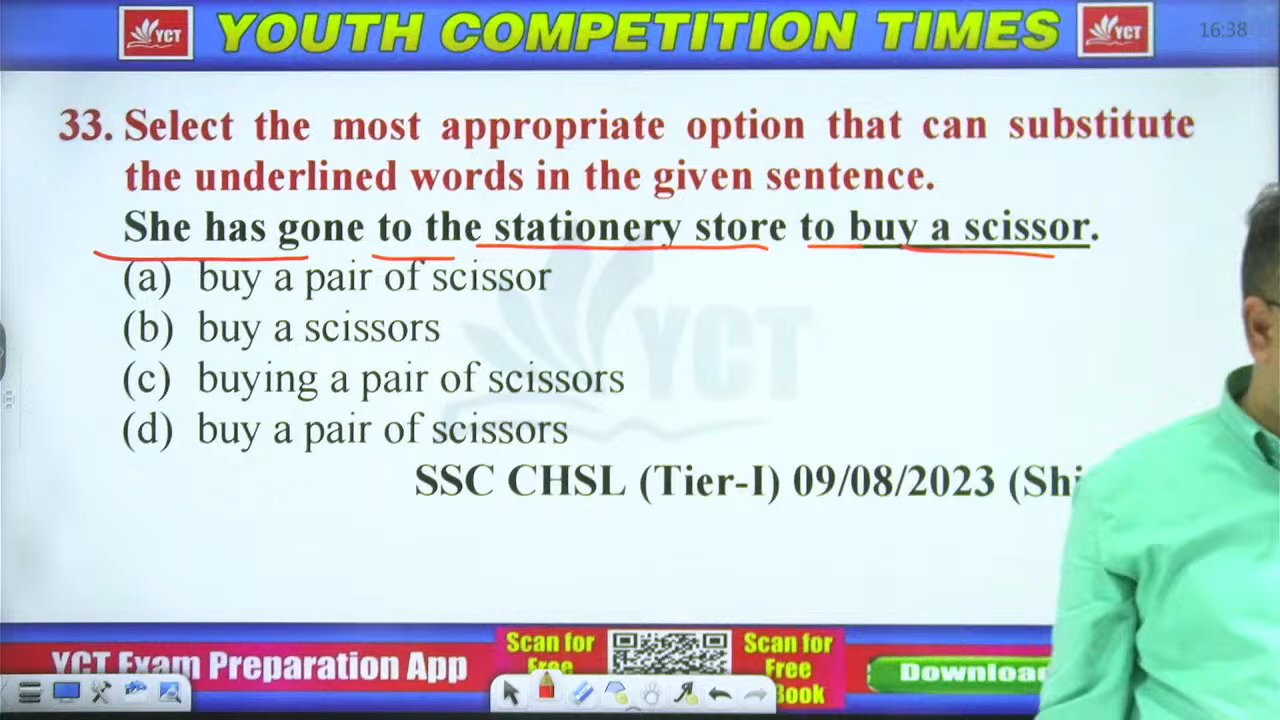 YCT YOUTH COMPETITION TIMES YCT 16:38
33. Select the most appropriate option that can substitute
the underlined words in the given sentence.
She has gone to the stationery store to buy a scissor.
(a) buy a pair of scissor
(b) buy a scissors
(c) buying a pair of scissors
(d) buy a pair of scissors
YCT
SSC CHSL (Tier-I) 09/08/2023
YCT Exam Preparation App
Scan for
Free
Scan for
Free
Book